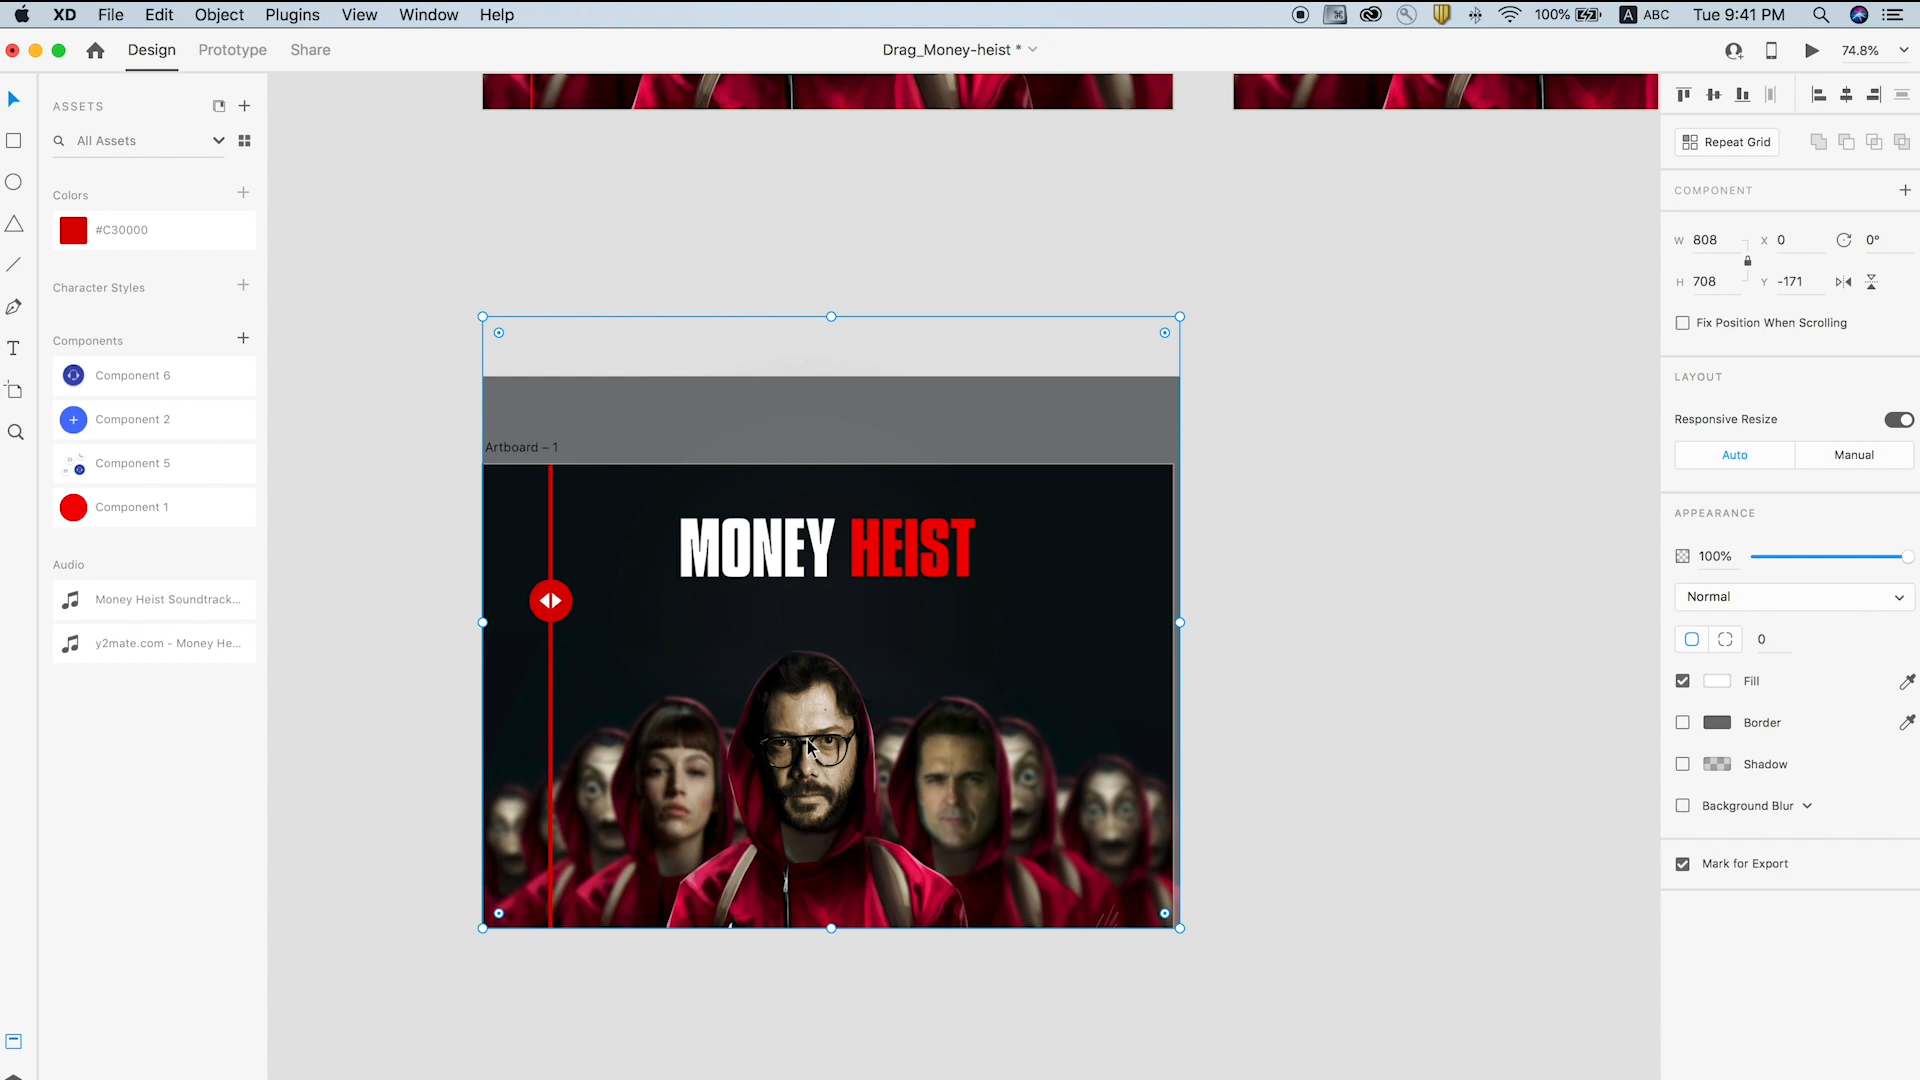 XD File Edit Object Plugins View Window Help 100% A ABC Tue 9:41 PM
Design Prototype Share Drag_Money-heist * 74.8%
ASSETS
All Assets
Colors
#C30000
Character Styles
Components
Component 6
Component 2
Component 5
Component 1
Audio
Money Heist Soundtrack...
y2mate.com - Money He...
Artboard – 1
MONEY HEIST
Repeat Grid
COMPONENT
W 808 X 0 0°
H 708 Y -171
Fix Position When Scrolling
LAYOUT
Responsive Resize
Auto Manual
APPEARANCE
100%
Normal
0
Fill
Border
Shadow
Background Blur
Mark for Export